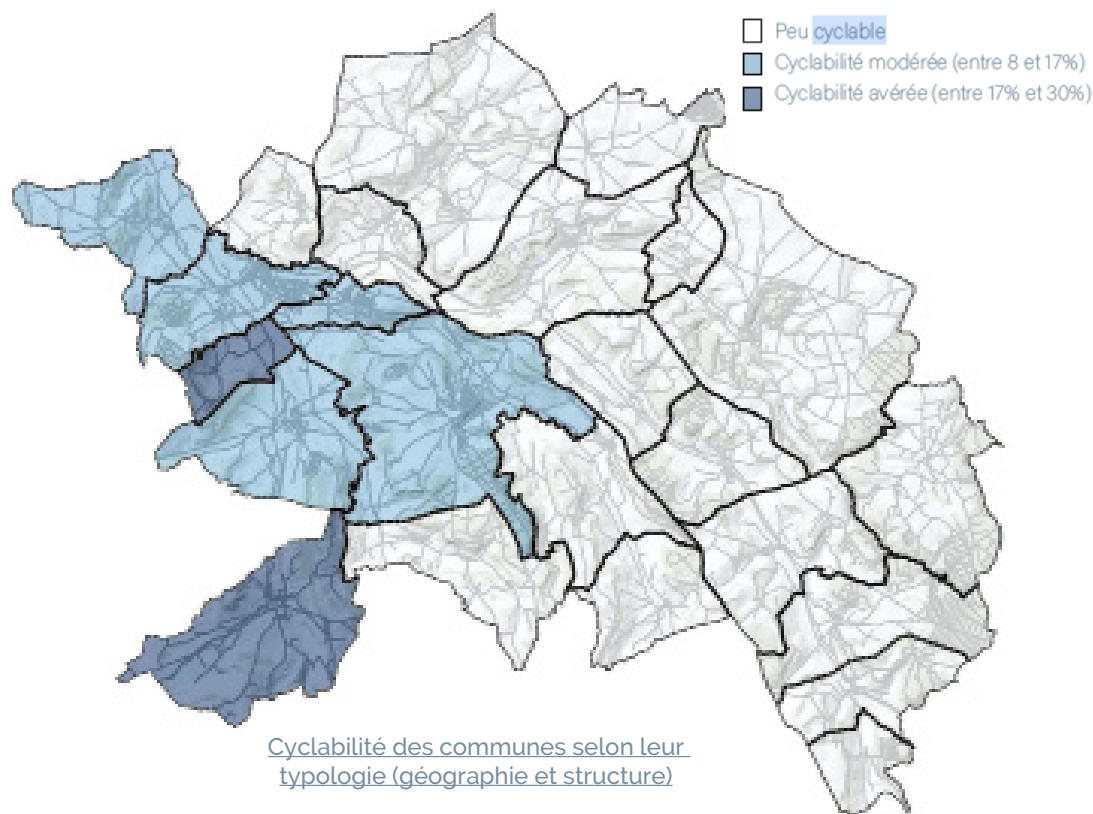 Peu cyclable
Cyclabilité modérée (entre 8 et 17%)
Cyclabilité avérée (entre 17% et 30%)
Cyclabilité des communes selon leur
typologie (géographie et structure)